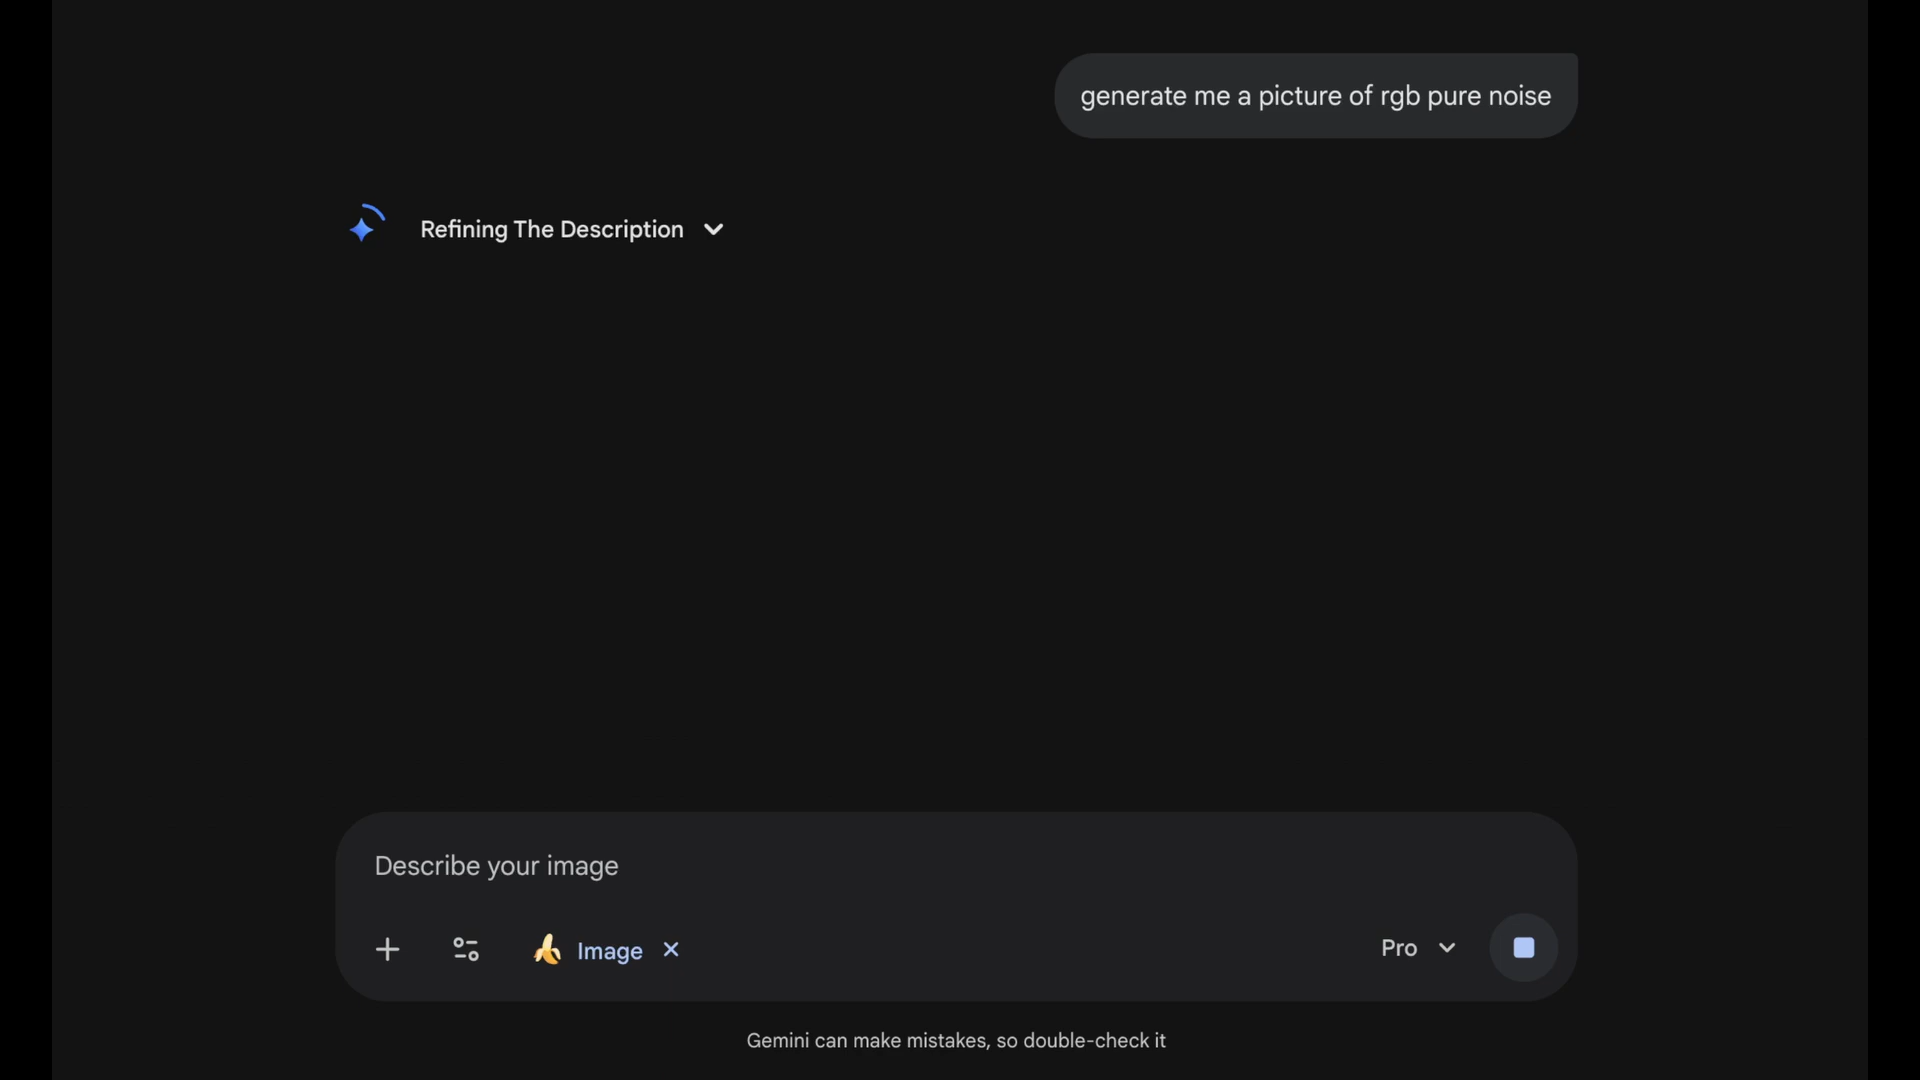 generate me a picture of rgb pure noise
Refining The Description
Describe your image
Image
Pro
Gemini can make mistakes, so double-check it